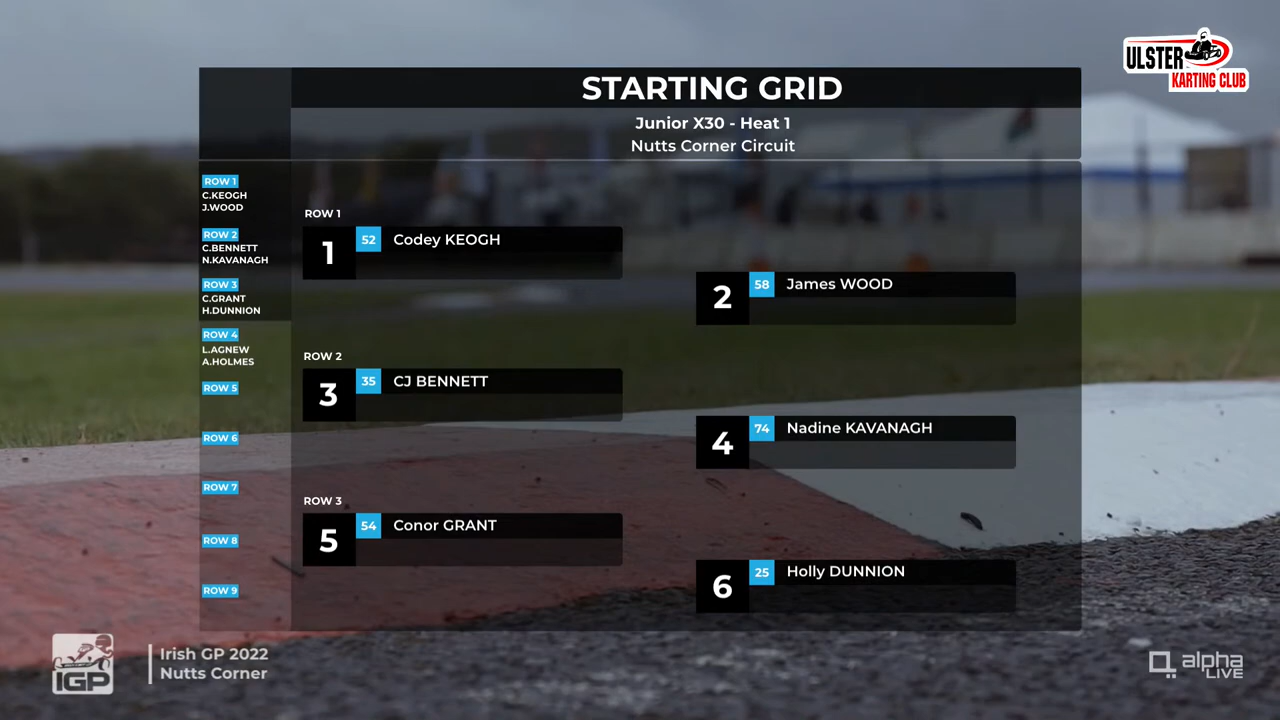 ULSTER
KARTING CLUB
STARTING GRID
Junior X30 - Heat 1
Nutts Corner Circuit
ROW 1
C.KEOGH
J.WOOD
ROW 2
C.BENNETT
N.KAVANAGH
ROW 3
C.GRANT
H.DUNNION
ROW 4
L.AGNEW
A.HOLMES
ROW 5
ROW 6
ROW 7
ROW 8
ROW 9
ROW 1
1 52 Codey KEOGH
2 58 James WOOD
ROW 2
3 35 CJ BENNETT
4 74 Nadine KAVANAGH
ROW 3
5 54 Conor GRANT
6 25 Holly DUNNION
IGP
Irish GP 2022
Nutts Corner
alpha
LIVE